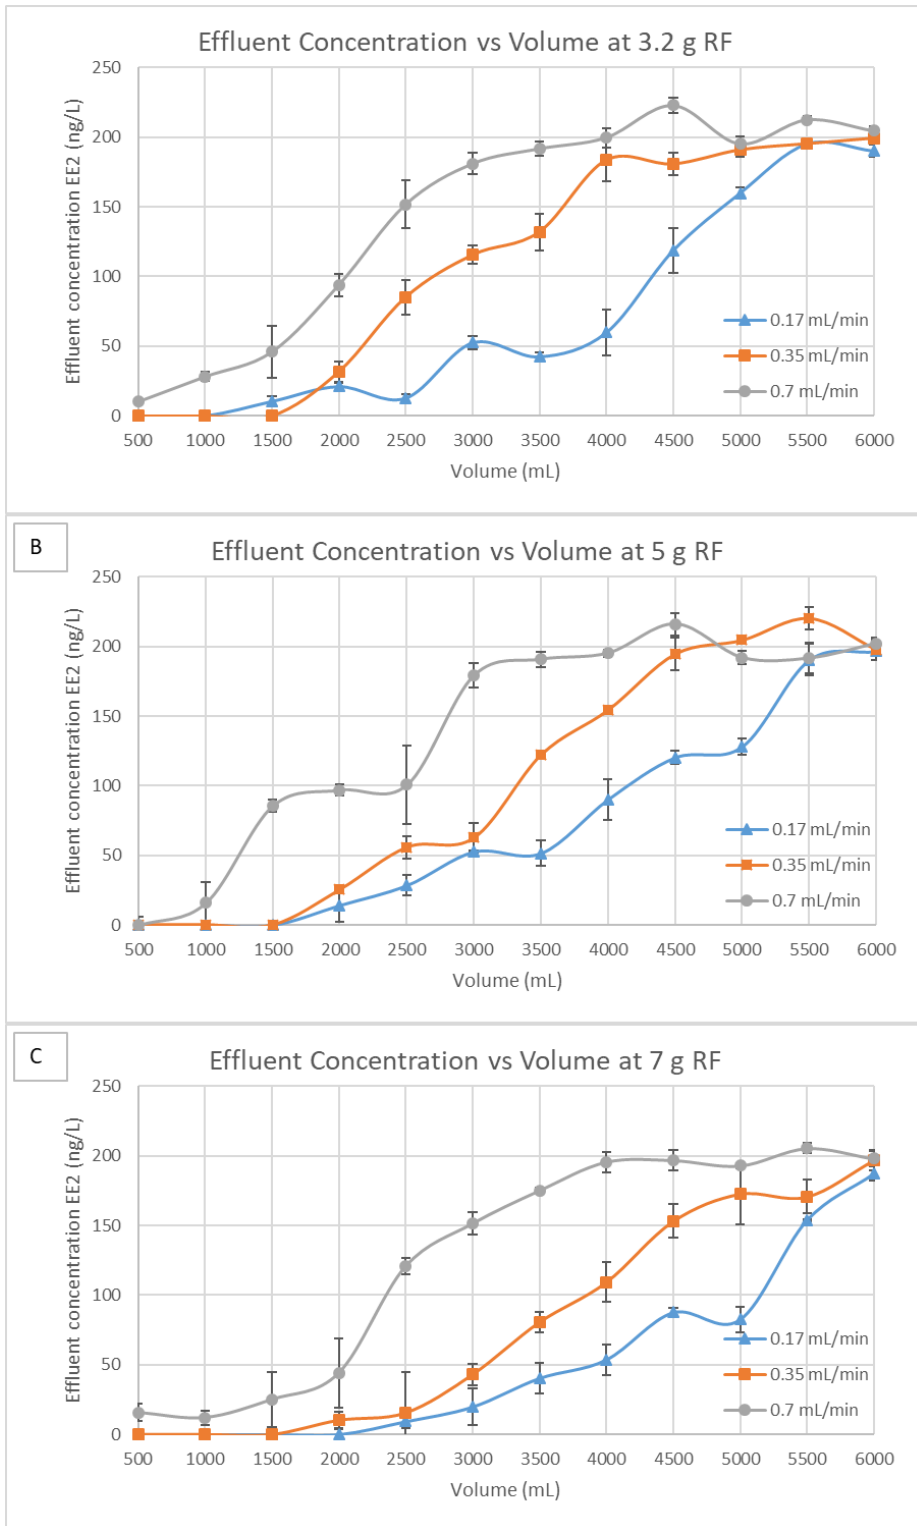 Effluent Concentration vs Volume at 3.2 g RF
Effluent concentration EE2 (ng/L)
250
200
150
100
50
0
0.17 mL/min
0.35 mL/min
0.7 mL/min
500 1000 1500 2000 2500 3000 3500 4000 4500 5000 5500 6000
Volume (mL)
B
Effluent Concentration vs Volume at 5 g RF
Effluent concentration EE2 (ng/L)
250
200
150
100
50
0
0.17 mL/min
0.35 mL/min
0.7 mL/min
500 1000 1500 2000 2500 3000 3500 4000 4500 5000 5500 6000
Volume (mL)
C
Effluent Concentration vs Volume at 7 g RF
Effluent concentration EE2 (ng/L)
250
200
150
100
50
0
0.17 mL/min
0.35 mL/min
0.7 mL/min
500 1000 1500 2000 2500 3000 3500 4000 4500 5000 5500 6000
Volume (mL)